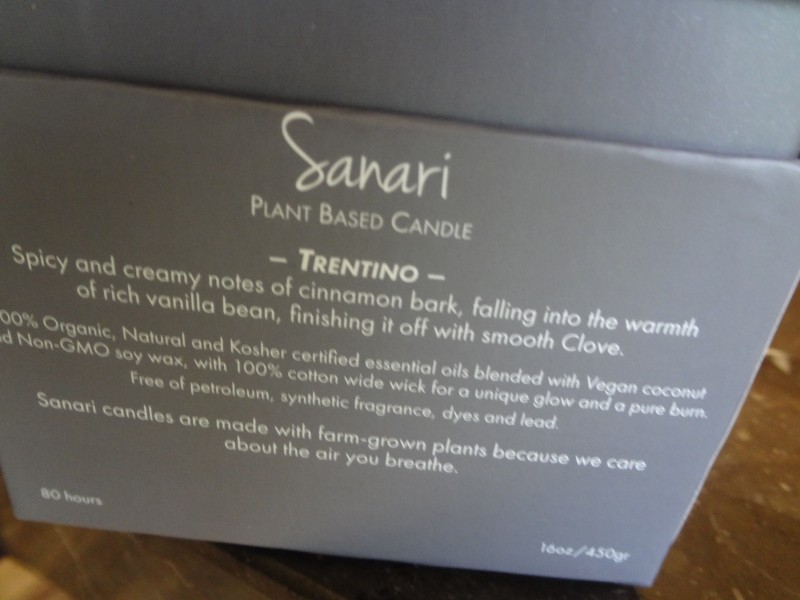 Sanari
PLANT BASED CANDLE
– TRENTINO –
Spicy and creamy notes of cinnamon bark, falling into the warmth
of rich vanilla bean, finishing it off with smooth Clove.
00% Organic, Natural and Kosher certified essential oils blended with Vegan coconut
d Non-GMO soy wax, with 100% cotton wide wick for a unique glow and a pure burn.
Free of petroleum, synthetic fragrance, dyes and lead.
Sanari candles are made with farm-grown plants because we care
about the air you breathe.
80 hours
16oz//450gr